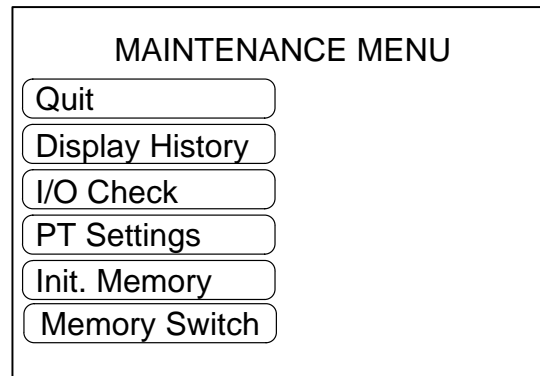 MAINTENANCE MENU
Quit
Display History
I/O Check
PT Settings
Init. Memory
Memory Switch